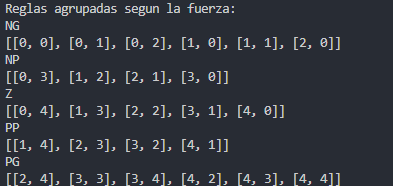 Reglas agrupadas segun la fuerza:
NG
[[0, 0], [0, 1], [0, 2], [1, 0], [1, 1], [2, 0]]
NP
[[0, 3], [1, 2], [2, 1], [3, 0]]
Z
[[0, 4], [1, 3], [2, 2], [3, 1], [4, 0]]
PP
[[1, 4], [2, 3], [3, 2], [4, 1]]
PG
[[2, 4], [3, 3], [3, 4], [4, 2], [4, 3], [4, 4]]